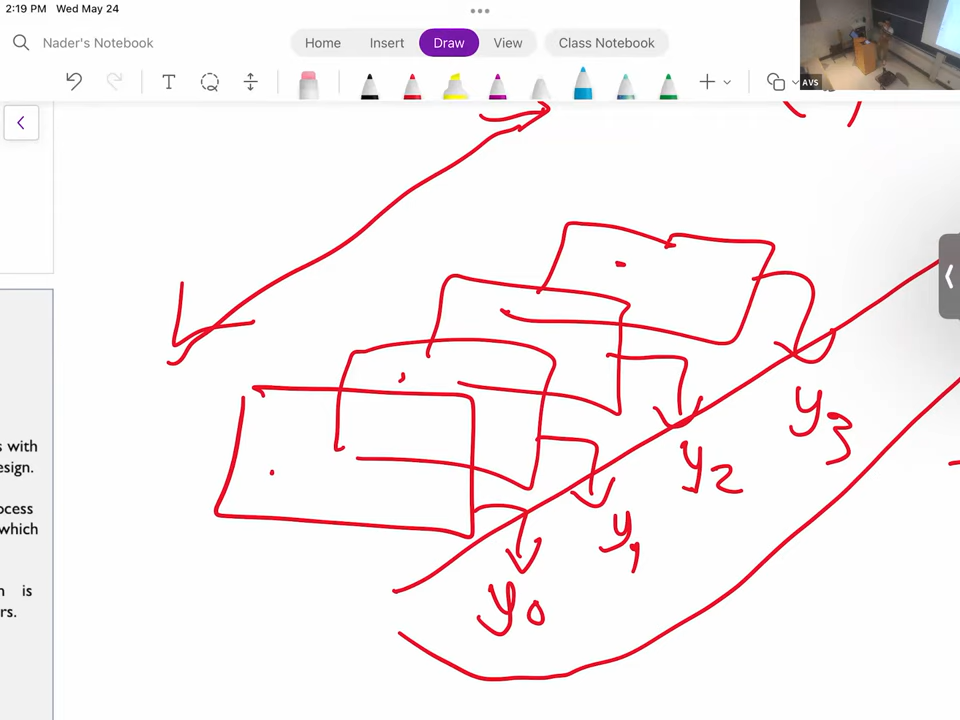 2:19 PM Wed May 24
Nader's Notebook
Home Insert Draw View Class Notebook
T
AVS
s with
esign.
ocess
which
n is
rs.
y3
y2
y1
y0